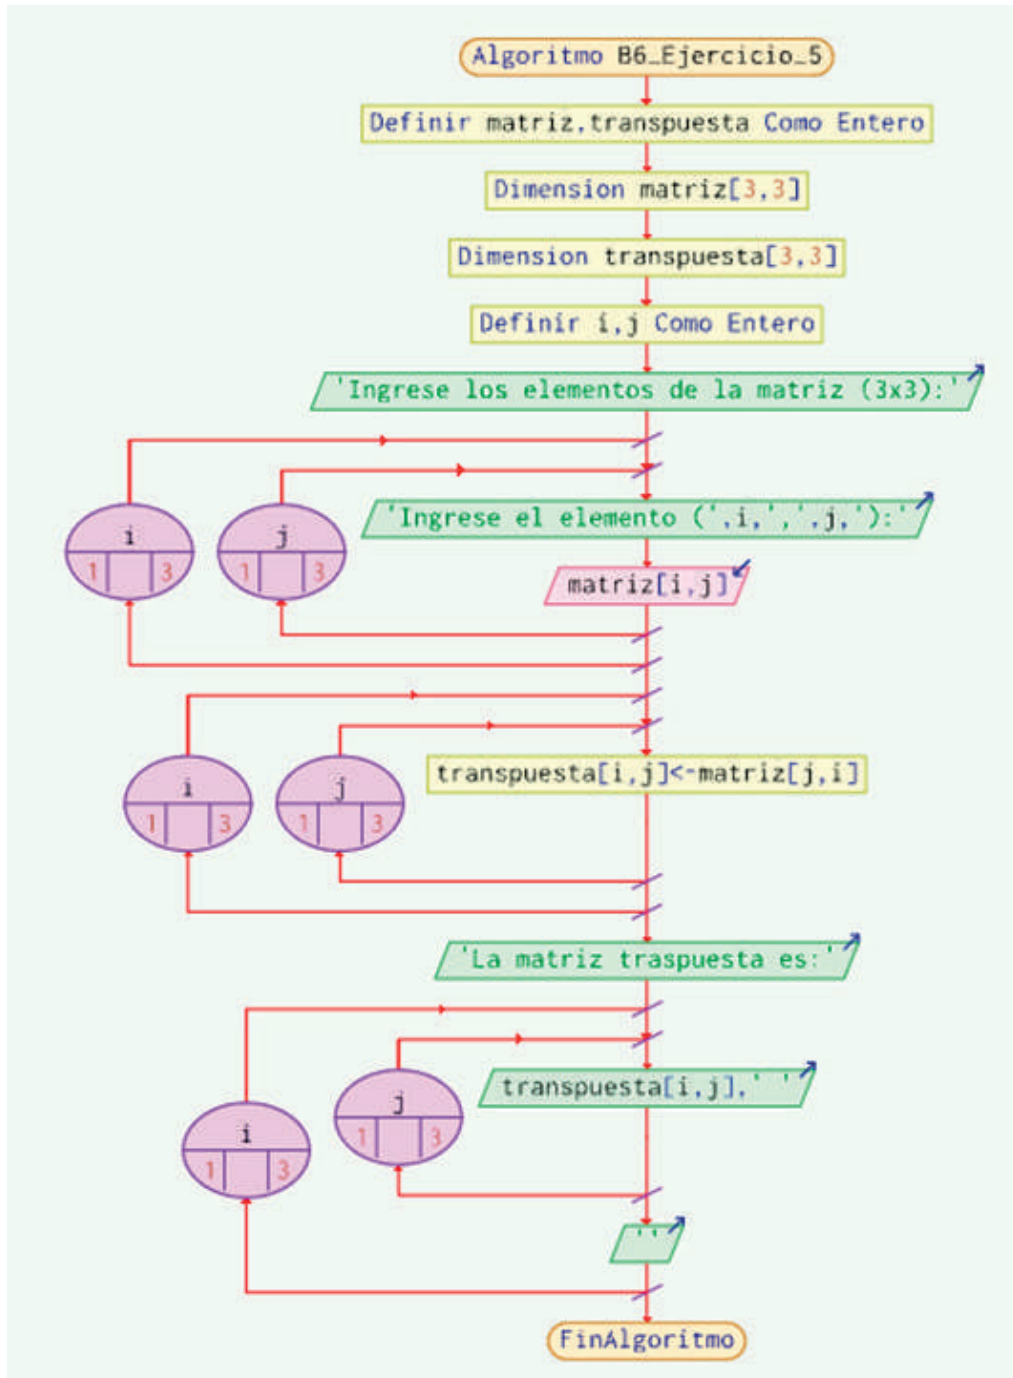 Algoritmo B6_Ejercicio_5
Definir matriz,transpuesta Como Entero
Dimension matriz[3,3]
Dimension transpuesta[3,3]
Definir i,j Como Entero
'Ingrese los elementos de la matriz (3x3):'
i
1 3
j
1 3
'Ingrese el elemento (',i,',',j,'):'
matriz[i,j]
i
1 3
j
1 3
transpuesta[i,j]<-matriz[j,i]
'La matriz traspuesta es:'
i
1 3
j
1 3
transpuesta[i,j],' '
''
FinAlgoritmo